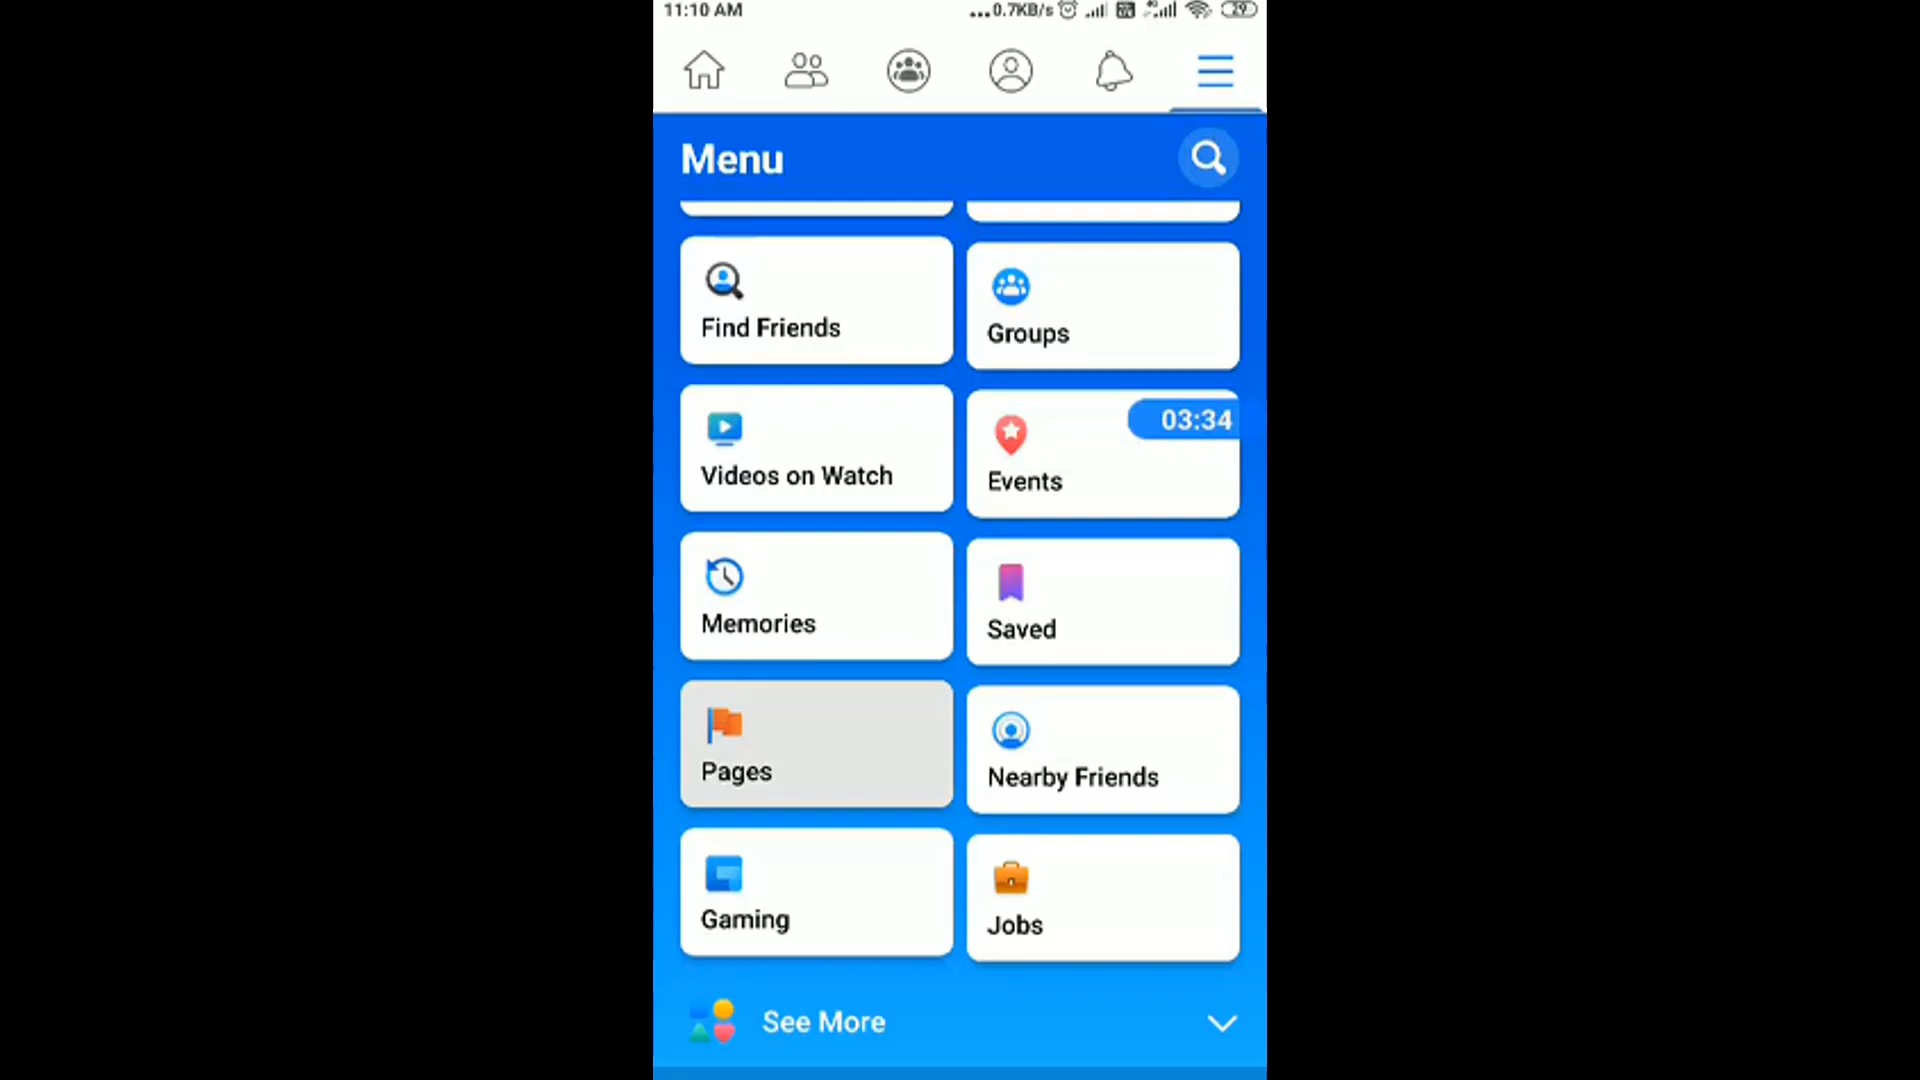 11:10 AM
...0.7KB/s
29
Menu
Find Friends
Groups
Videos on Watch
03:34
Events
Memories
Saved
Pages
Nearby Friends
Gaming
Jobs
See More